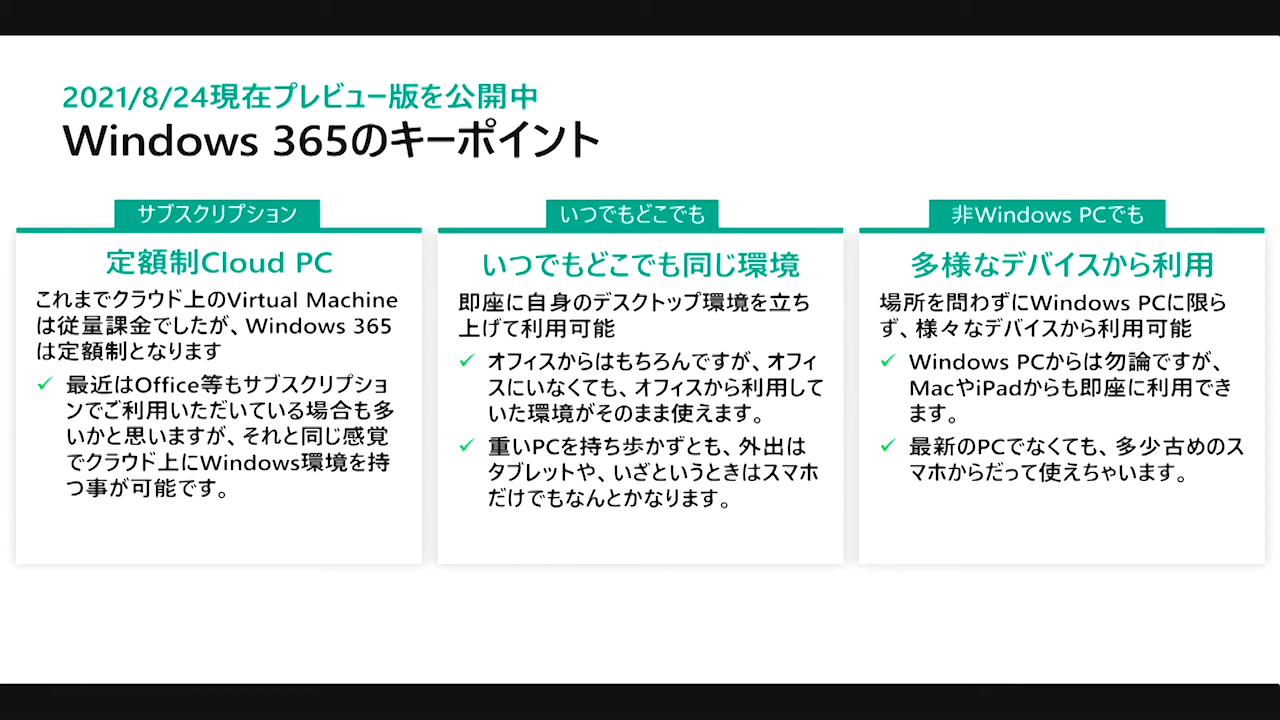 2021/8/24現在プレビュー版を公開中
Windows 365のキーポイント
サブスクリプション
定額制Cloud PC
これまでクラウド上のVirtual Machine
は従量課金でしたが、Windows 365
は定額制となります
✓ 最近はOffice等もサブスクリプショ
ンでご利用いただいている場合も多
いかと思いますが、それと同じ感覚
でクラウド上にWindows環境を持
つ事が可能です。
いつでもどこでも
いつでもどこでも同じ環境
即座に自身のデスクトップ環境を立ち
上げて利用可能
✓ オフィスからはもちろんですが、オフィ
スにいなくても、オフィスから利用して
いた環境がそのまま使えます。
✓ 重いPCを持ち歩かずとも、外出は
タブレットや、いざというときはスマホ
だけでもなんとかなります。
非Windows PCでも
多様なデバイスから利用
場所を問わずにWindows PCに限ら
ず、様々なデバイスから利用可能
✓ Windows PCからは勿論ですが、
MacやiPadからも即座に利用でき
ます。
✓ 最新のPCでなくても、多少古めのス
マホからだって使えちゃいます。